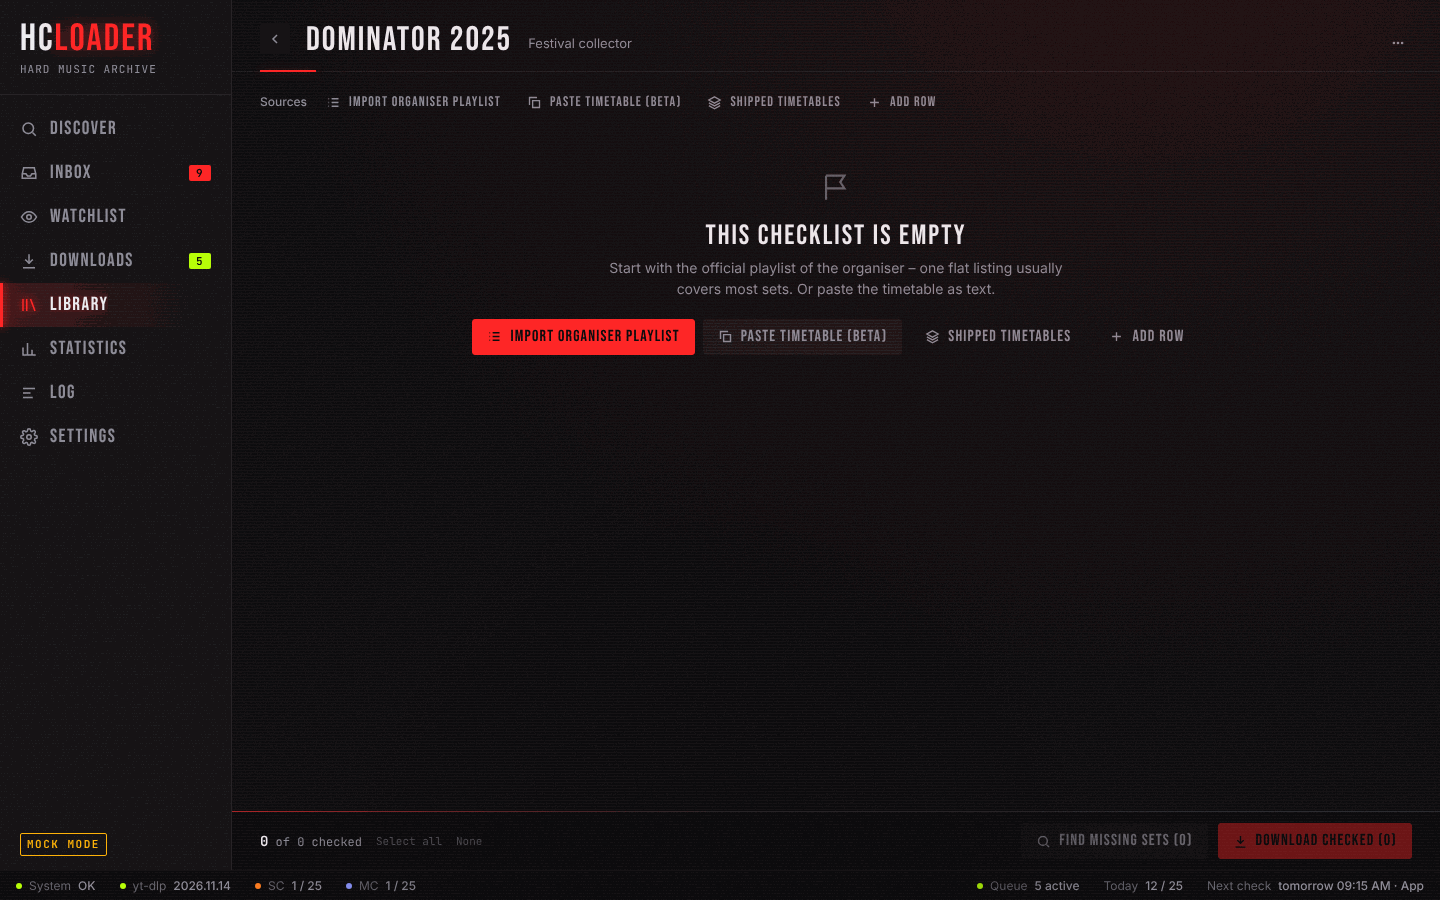 HCLOADER
HARD MUSIC ARCHIVE
DISCOVER
INBOX 9
WATCHLIST
DOWNLOADS 5
LIBRARY
STATISTICS
LOG
SETTINGS
MOCK MODE
DOMINATOR 2025 Festival collector
Sources IMPORT ORGANISER PLAYLIST PASTE TIMETABLE (BETA) SHIPPED TIMETABLES ADD ROW
THIS CHECKLIST IS EMPTY
Start with the official playlist of the organiser – one flat listing usually
covers most sets. Or paste the timetable as text.
IMPORT ORGANISER PLAYLIST PASTE TIMETABLE (BETA) SHIPPED TIMETABLES ADD ROW
0 of 0 checked Select all None FIND MISSING SETS (0) DOWNLOAD CHECKED (0)
System OK yt-dlp 2026.11.14 SC 1 / 25 MC 1 / 25 Queue 5 active Today 12 / 25 Next check tomorrow 09:15 AM · App